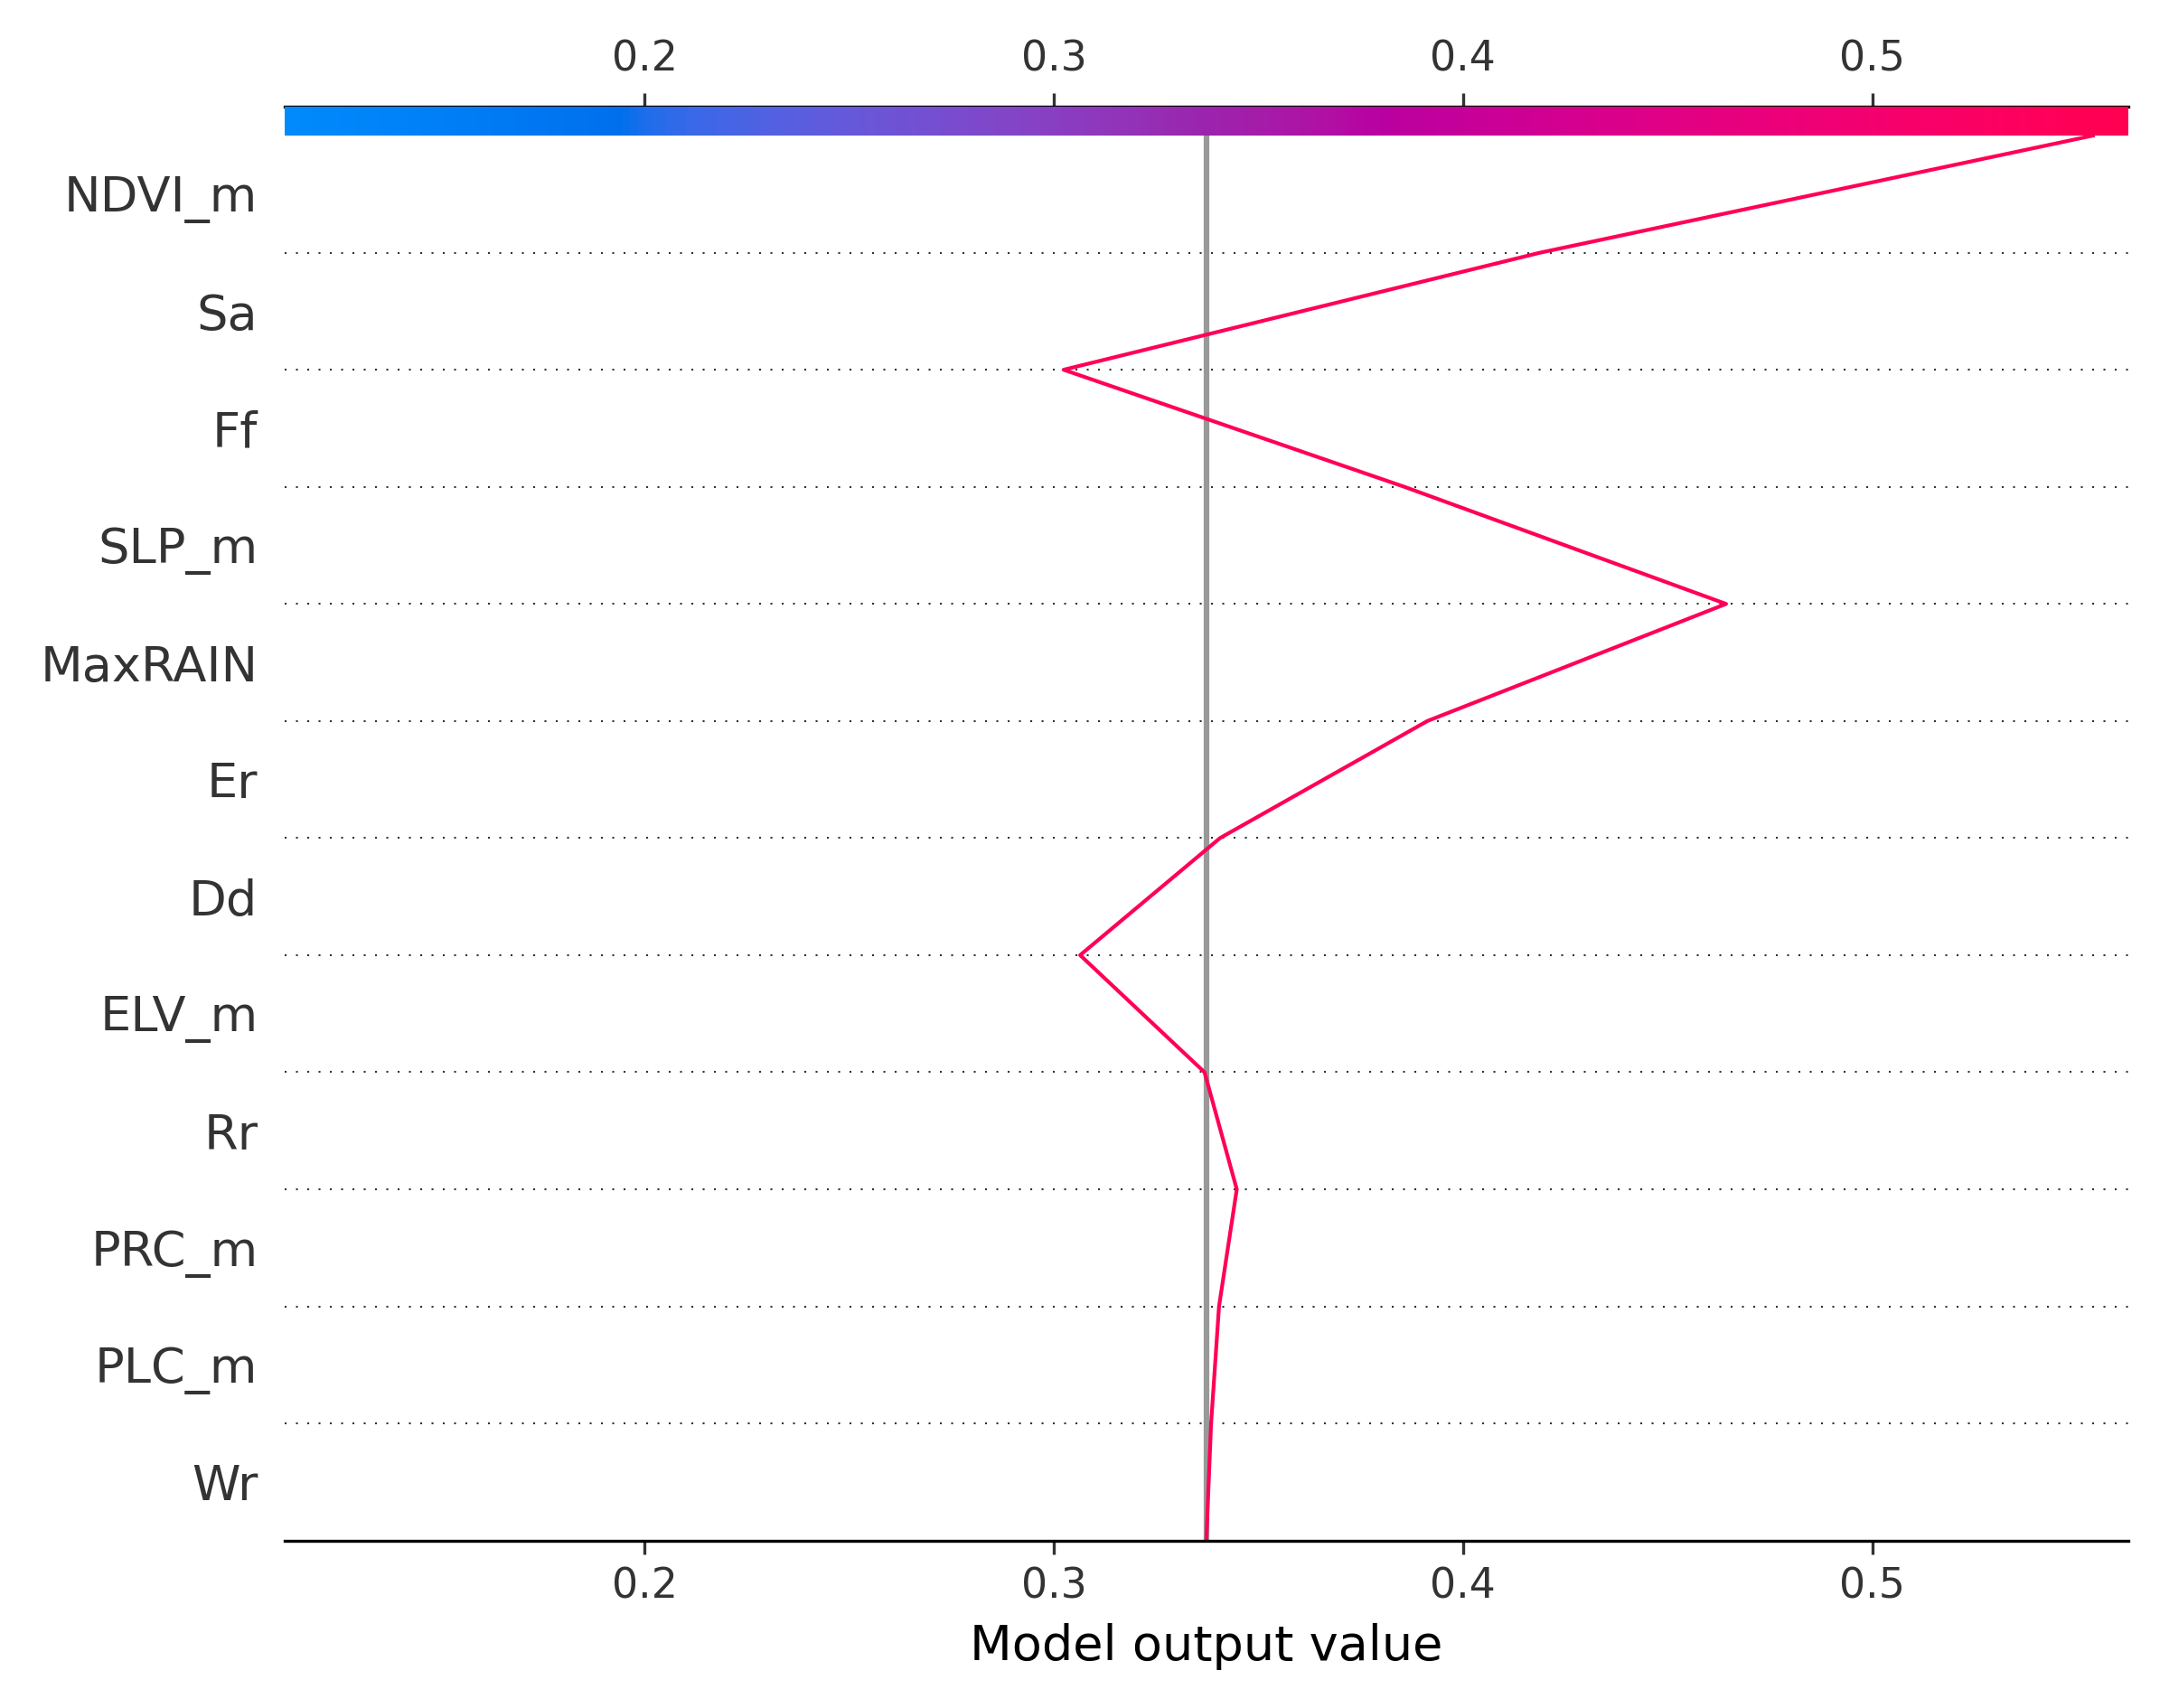 0.2 0.3 0.4 0.5
NDVI_m
Sa
Ff
SLP_m
MaxRAIN
Er
Dd
ELV_m
Rr
PRC_m
PLC_m
Wr
0.2 0.3 0.4 0.5
Model output value